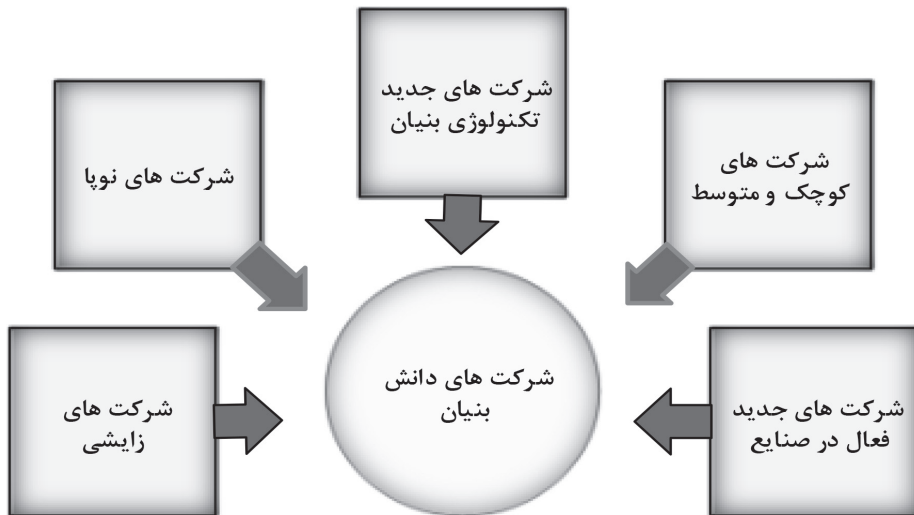 شرکت های جدید
تکنولوژی بنیان
شرکت های
کوچک و متوسط
شرکت های نوپا
شرکت های دانش
بنیان
شرکت های جدید
فعال در صنایع
شرکت های
زایشی